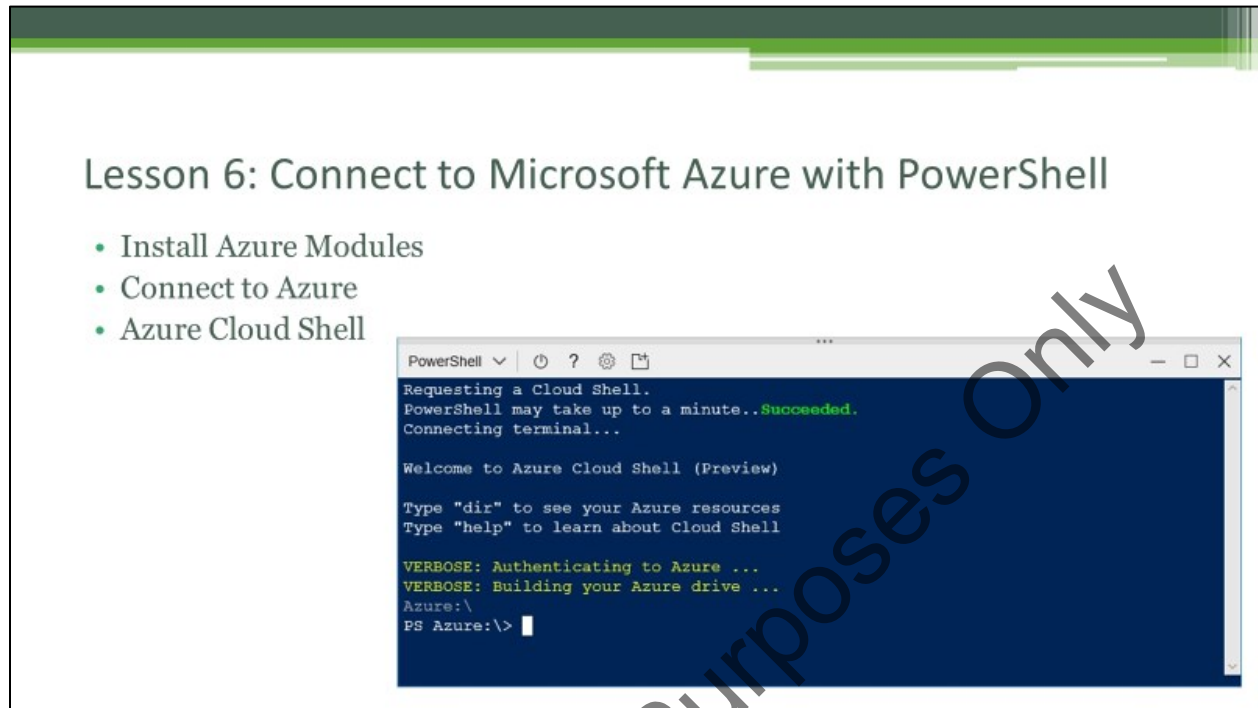 Lesson 6: Connect to Microsoft Azure with PowerShell
• Install Azure Modules
• Connect to Azure
• Azure Cloud Shell
PowerShell
Requesting a Cloud Shell.
PowerShell may take up to a minute..Succeeded.
Connecting terminal...
Welcome to Azure Cloud Shell (Preview)
Type "dir" to see your Azure resources
Type "help" to learn about Cloud Shell
VERBOSE: Authenticating to Azure ...
VERBOSE: Building your Azure drive ...
Azure:\
PS Azure:\>
Purposes Only